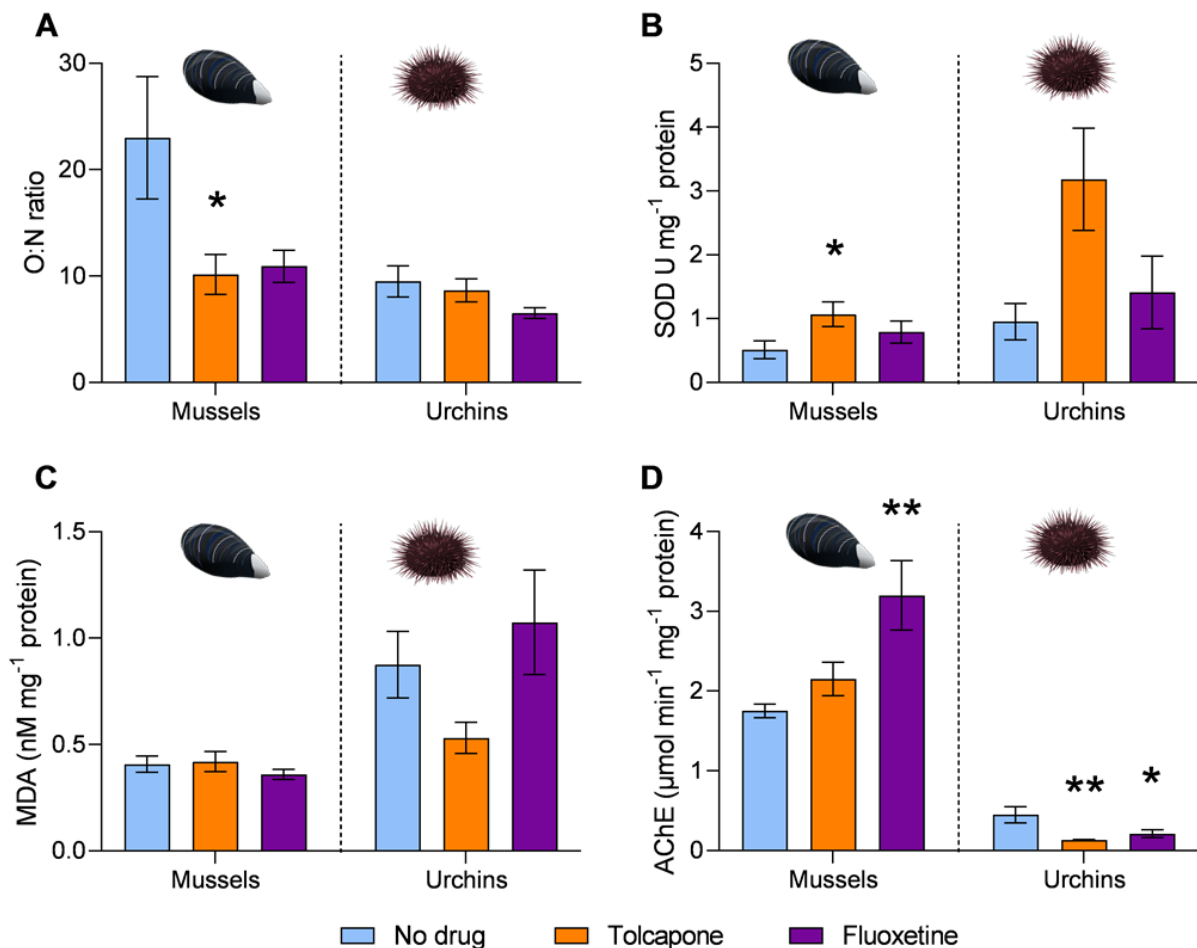 A
30
20
10
0
O:N ratio
*
Mussels
Urchins
B
5
4
3
2
1
0
SOD U mg⁻¹ protein
*
Mussels
Urchins
C
1.5
1.0
0.5
0.0
MDA (nM mg⁻¹ protein)
Mussels
Urchins
D
4
3
2
1
0
AChE (μmol min⁻¹ mg⁻¹ protein)
**
**
*
Mussels
Urchins
No drug Tolcapone Fluoxetine